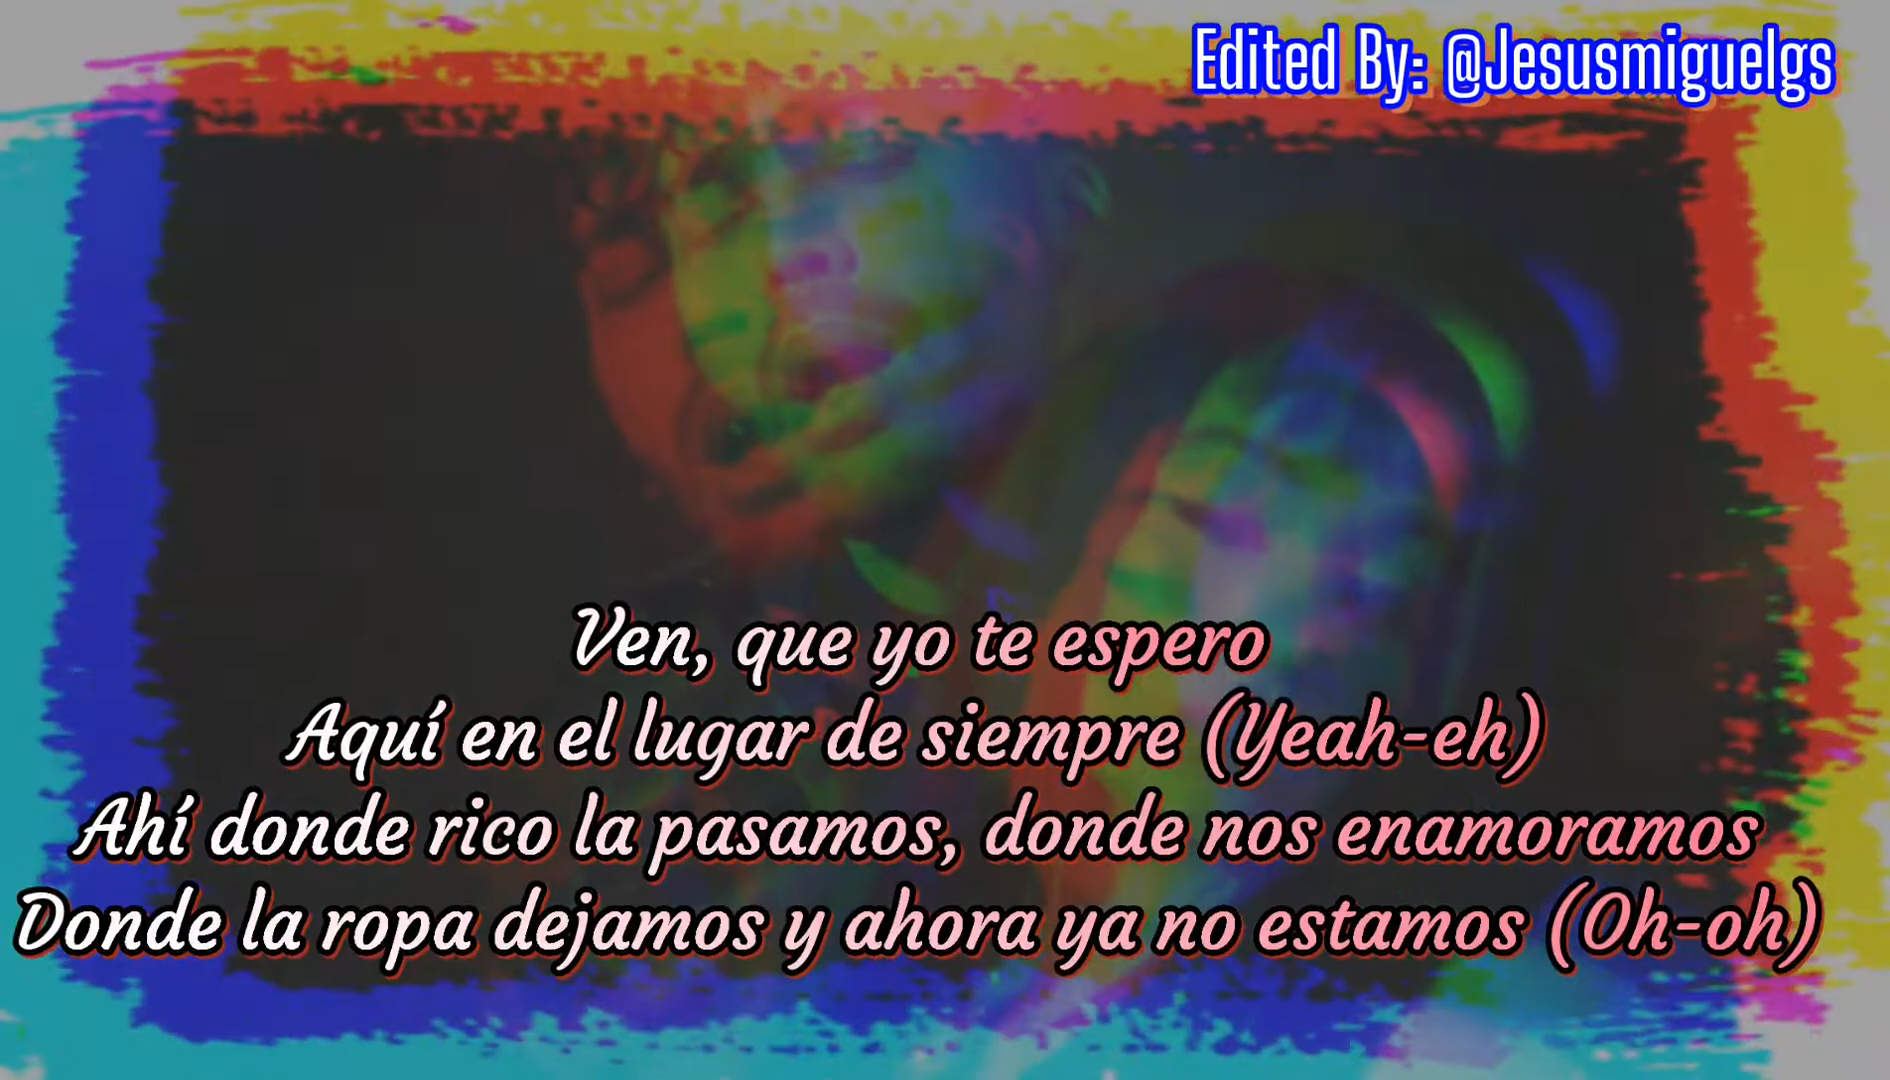 Edited By: @Jesusmiguelgs
Ven, que yo te espero
Aquí en el lugar de siempre (Yeah-eh)
Ahí donde rico la pasamos, donde nos enamoramos
Donde la ropa dejamos y ahora ya no estamos (Oh-oh)